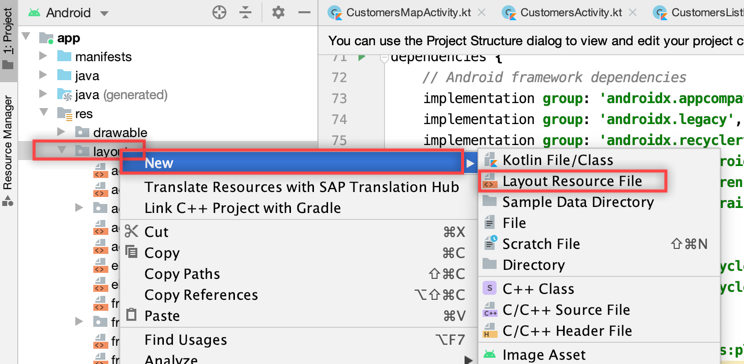 1: Project
Resource Manager
Android
app
manifests
java
java (generated)
res
drawable
layout
CustomersMapActivity.kt
CustomersActivity.kt
You can use the Project Structure dialog to view and edit your project c
71 dependencies {
72 // Android framework dependencies
73 implementation group: 'androidx.appcompa
74 implementation group: 'androidx.legacy',
75 implementation group: 'androidx.recycler
New
Translate Resources with SAP Translation Hub
Link C++ Project with Gradle
Cut ⌘X
Copy ⌘C
Copy Paths ⇧⌘C
Copy References ⌥⇧⌘C
Paste ⌘V
Find Usages ⌥F7
Analyze
Kotlin File/Class
Layout Resource File
Sample Data Directory
File
Scratch File ⇧⌘N
Directory
C++ Class
C/C++ Source File
C/C++ Header File
Image Asset